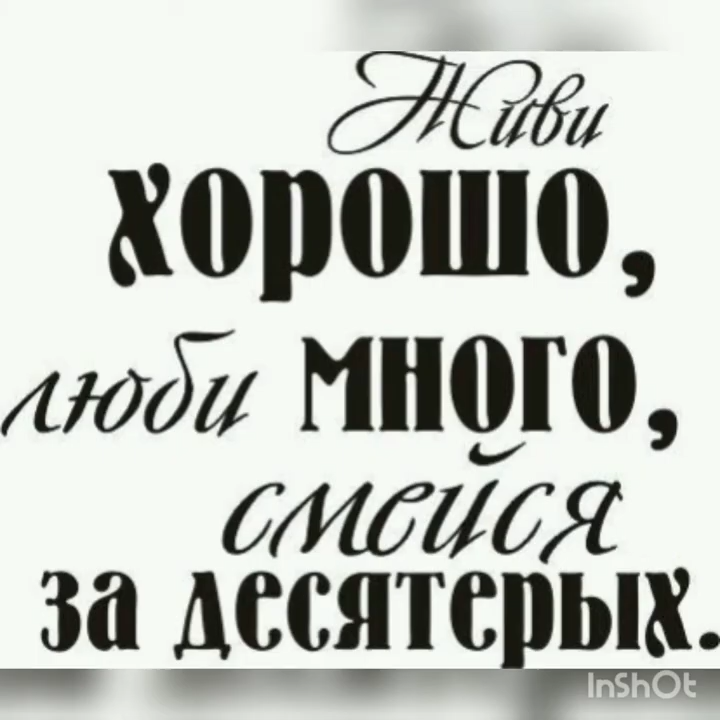 Живи
хорошо,
люби много,
смейся
за десятерых.
InShOt